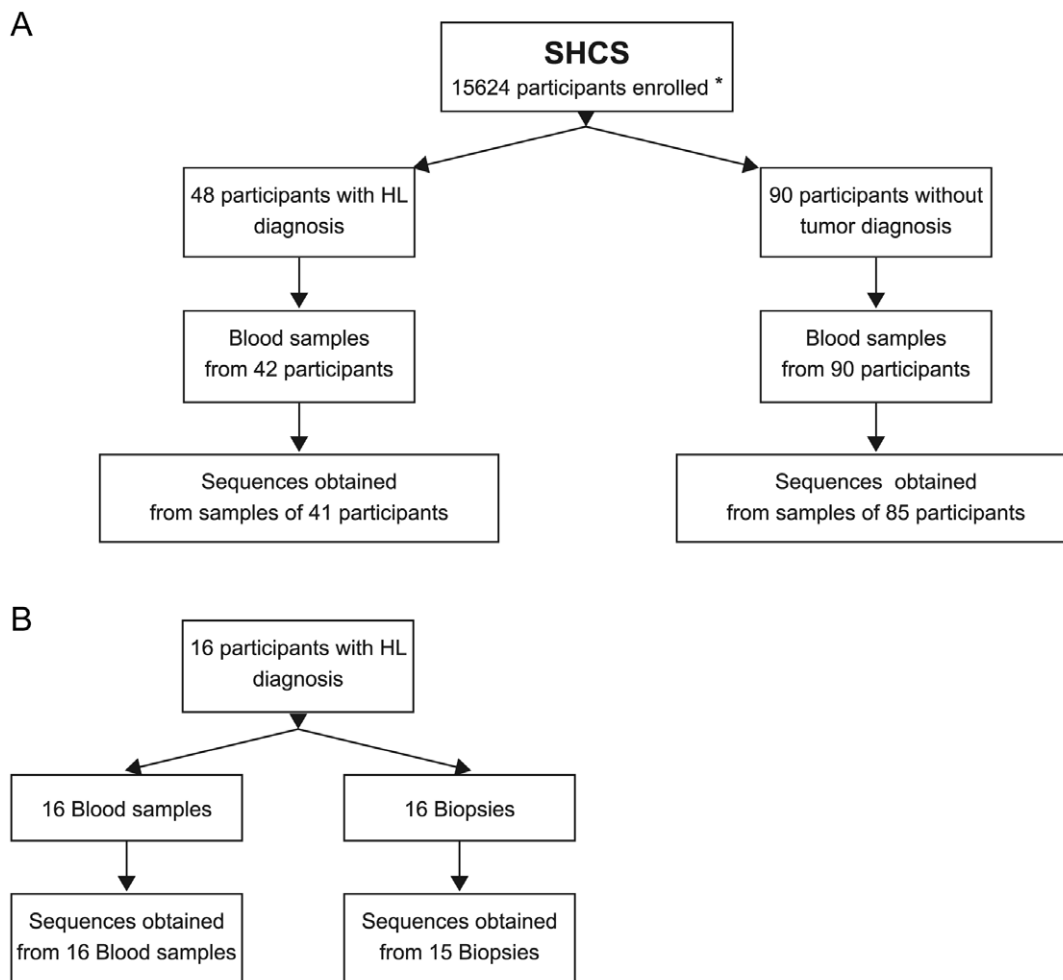 A
SHCS
15624 participants enrolled *
48 participants with HL
diagnosis
90 participants without
tumor diagnosis
Blood samples
from 42 participants
Blood samples
from 90 participants
Sequences obtained
from samples of 41 participants
Sequences obtained
from samples of 85 participants
B
16 participants with HL
diagnosis
16 Blood samples
16 Biopsies
Sequences obtained
from 16 Blood samples
Sequences obtained
from 15 Biopsies